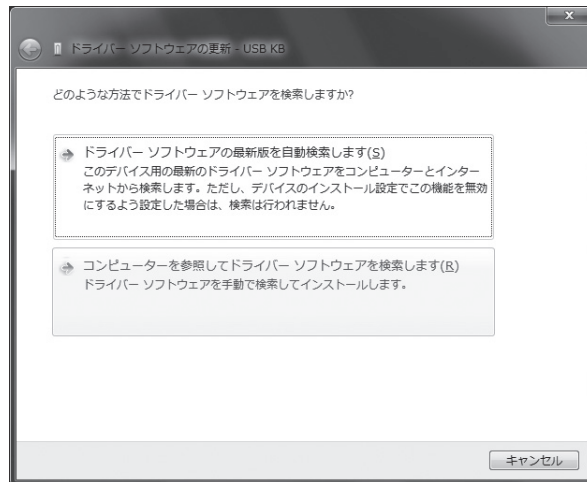 x
ドライバー ソフトウェアの更新 - USB KB
どのような方法でドライバー ソフトウェアを検索しますか?
ドライバー ソフトウェアの最新版を自動検索します(S)
このデバイス用の最新のドライバー ソフトウェアをコンピューターとインター
ネットから検索します。ただし、デバイスのインストール設定でこの機能を無効
にするよう設定した場合は、検索は行われません。
コンピューターを参照してドライバー ソフトウェアを検索します(R)
ドライバー ソフトウェアを手動で検索してインストールします。
キャンセル